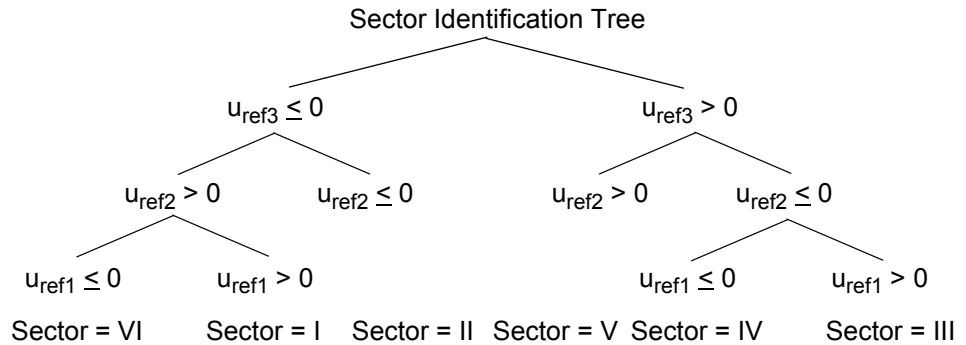 Sector Identification Tree
u_ref3 ≤ 0 u_ref3 > 0
u_ref2 > 0 u_ref2 ≤ 0 u_ref2 > 0 u_ref2 ≤ 0
u_ref1 ≤ 0 u_ref1 > 0 u_ref1 ≤ 0 u_ref1 > 0
Sector = VI Sector = I Sector = II Sector = V Sector = IV Sector = III